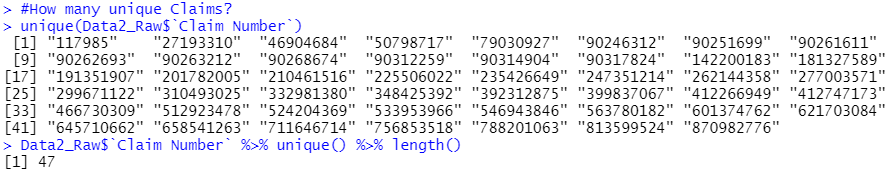 > #How many unique Claims?
> unique(Data2_Raw$`Claim Number`)
 [1] "117985"    "27193310"  "46904684"  "50798717"  "79030927"  "90246312"  "90251699"  "90261611"
 [9] "90262693"  "90263212"  "90268674"  "90312259"  "90314904"  "90317824"  "142200183" "181327589"
[17] "191351907" "201782005" "210461516" "225506022" "235426649" "247351214" "262144358" "277003571"
[25] "299671122" "310493025" "332981380" "348425392" "392312875" "399837067" "412266949" "412747173"
[33] "466730309" "512923478" "524204369" "533953966" "546943846" "563780182" "601374762" "621703084"
[41] "645710662" "658541263" "711646714" "756853518" "788201063" "813599524" "870982776"
> Data2_Raw$`Claim Number` %>% unique() %>% length()
[1] 47